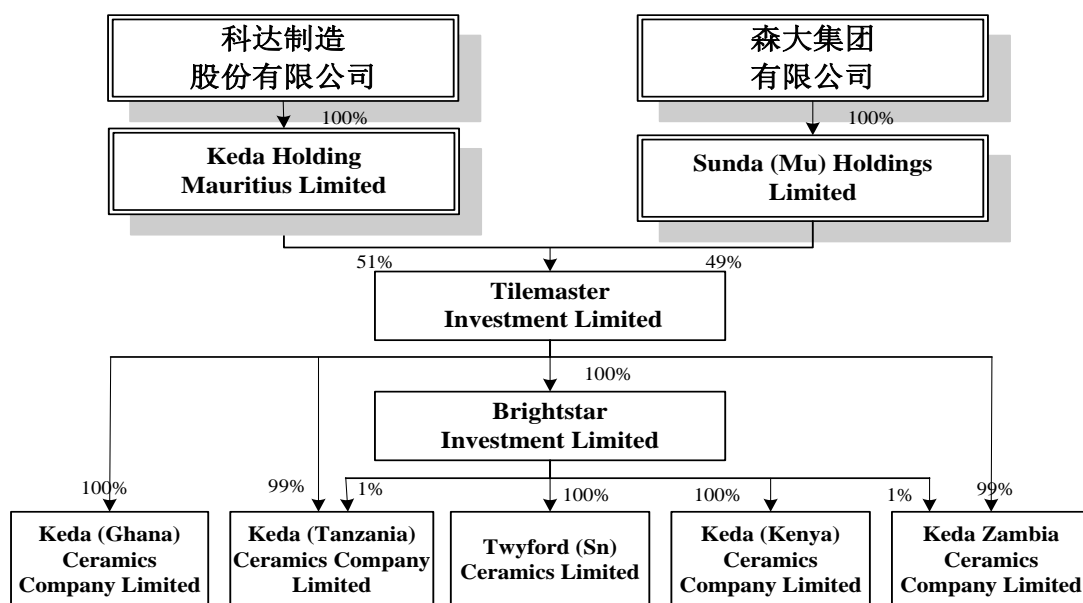 科达制造
股份有限公司
森大集团
有限公司
100%
100%
Keda Holding
Mauritius Limited
Sunda (Mu) Holdings
Limited
51%
49%
Tilemaster
Investment Limited
100%
Brightstar
Investment Limited
100%
99%
1%
100%
100%
1%
99%
Keda (Ghana)
Ceramics
Company Limited
Keda (Tanzania)
Ceramics Company
Limited
Twyford (Sn)
Ceramics Limited
Keda (Kenya)
Ceramics
Company Limited
Keda Zambia
Ceramics
Company Limited